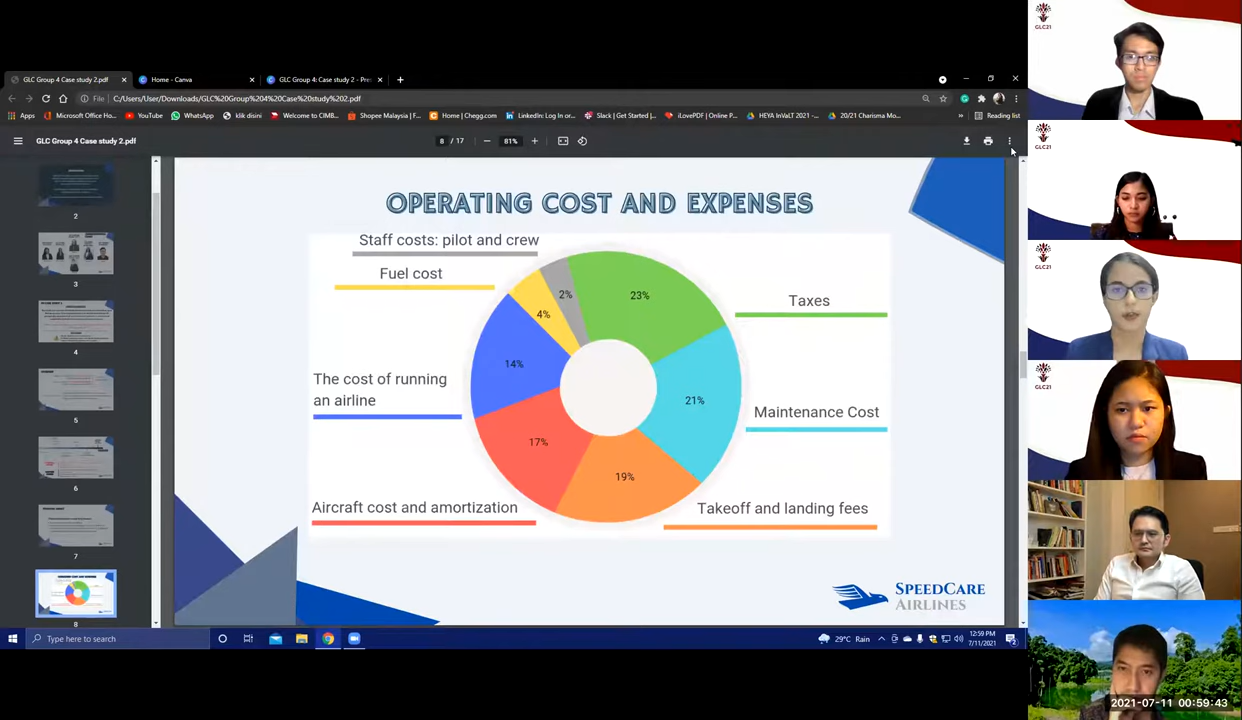 GLC Group 4 Case study 2.pdf
Home - Canva
GLC Group 4: Case study 2 - Pre
File
C:/Users/User/Downloads/GLC%20Group%204%20Case%20study%202.pdf
Apps
Microsoft Office Ho...
YouTube
WhatsApp
klik disini
Welcome to CIMB...
Shopee Malaysia | F...
Home | Chegg.com
LinkedIn: Log In or...
Slack | Get Started |...
iLovePDF | Online P...
HEYA InVaLT 2021 -...
20/21 Charisma Mo...
»
Reading list
GLC Group 4 Case study 2.pdf
8 / 17
81%
2
3
4
5
6
7
8
OPERATING COST AND EXPENSES
Staff costs: pilot and crew
Fuel cost
2%
23%
Taxes
4%
14%
The cost of running
an airline
21%
Maintenance Cost
17%
19%
Aircraft cost and amortization
Takeoff and landing fees
SPEEDCARE
AIRLINES
Type here to search
29°C Rain
12:59 PM
7/11/2021
GLC21
GLC21
GLC21
GLC21
2021-07-11 00:59:43